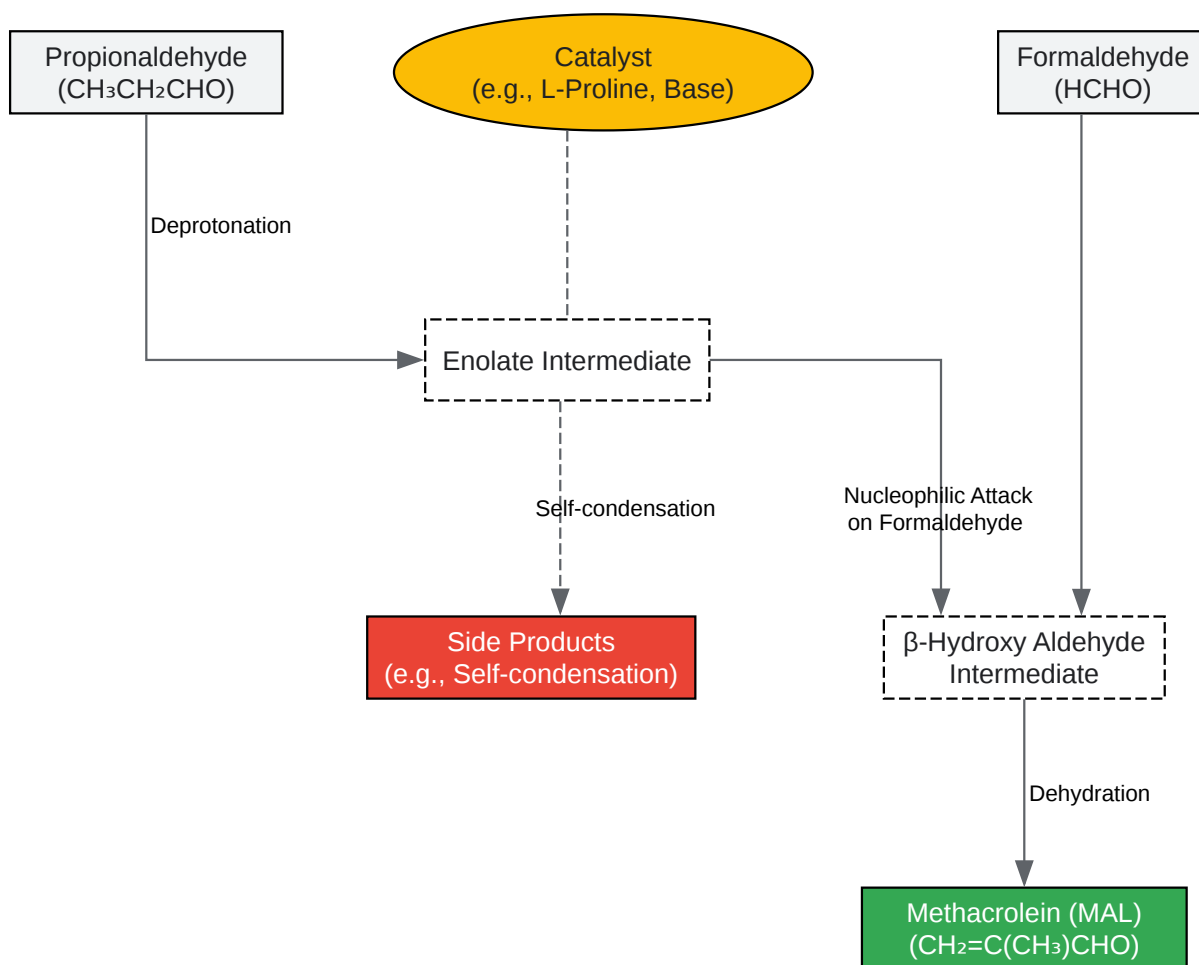 Propionaldehyde
(CH₃CH₂CHO)
Catalyst
(e.g., L-Proline, Base)
Formaldehyde
(HCHO)
Deprotonation
Enolate Intermediate
Self-condensation
Nucleophilic Attack
on Formaldehyde
Side Products
(e.g., Self-condensation)
β-Hydroxy Aldehyde
Intermediate
Dehydration
Methacrolein (MAL)
(CH₂=C(CH₃)CHO)